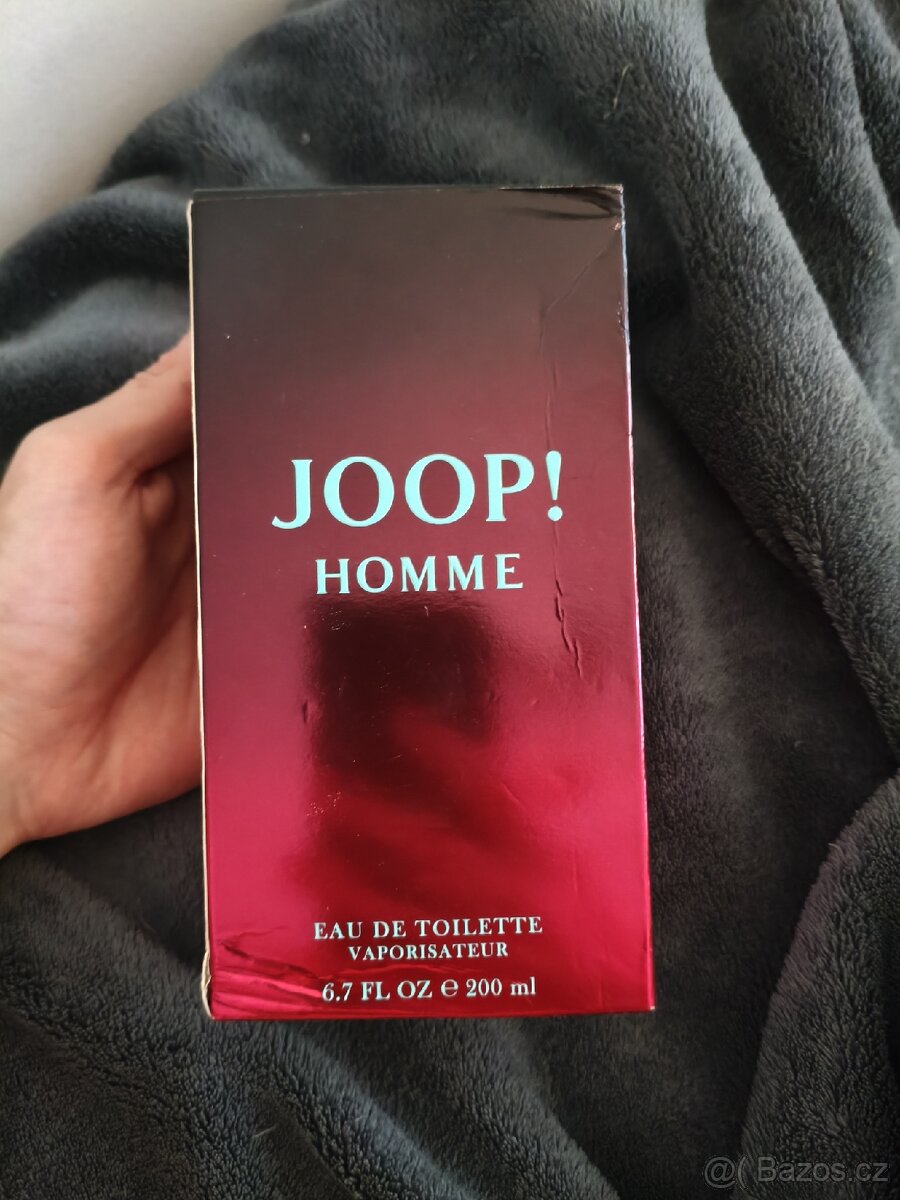 JOOP!
HOMME
EAU DE TOILETTE
VAPORISATEUR
6.7 FL OZ ℮ 200 ml
@( Bazos.cz